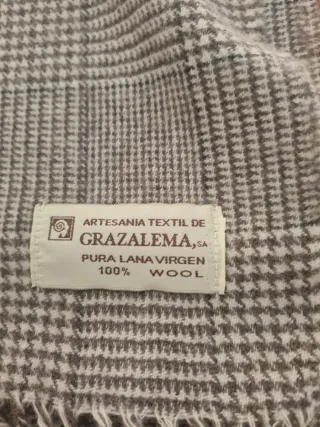 ARTESANIA TEXTIL DE
GRAZALEMA, SA
PURA LANA VIRGEN
100% WOOL